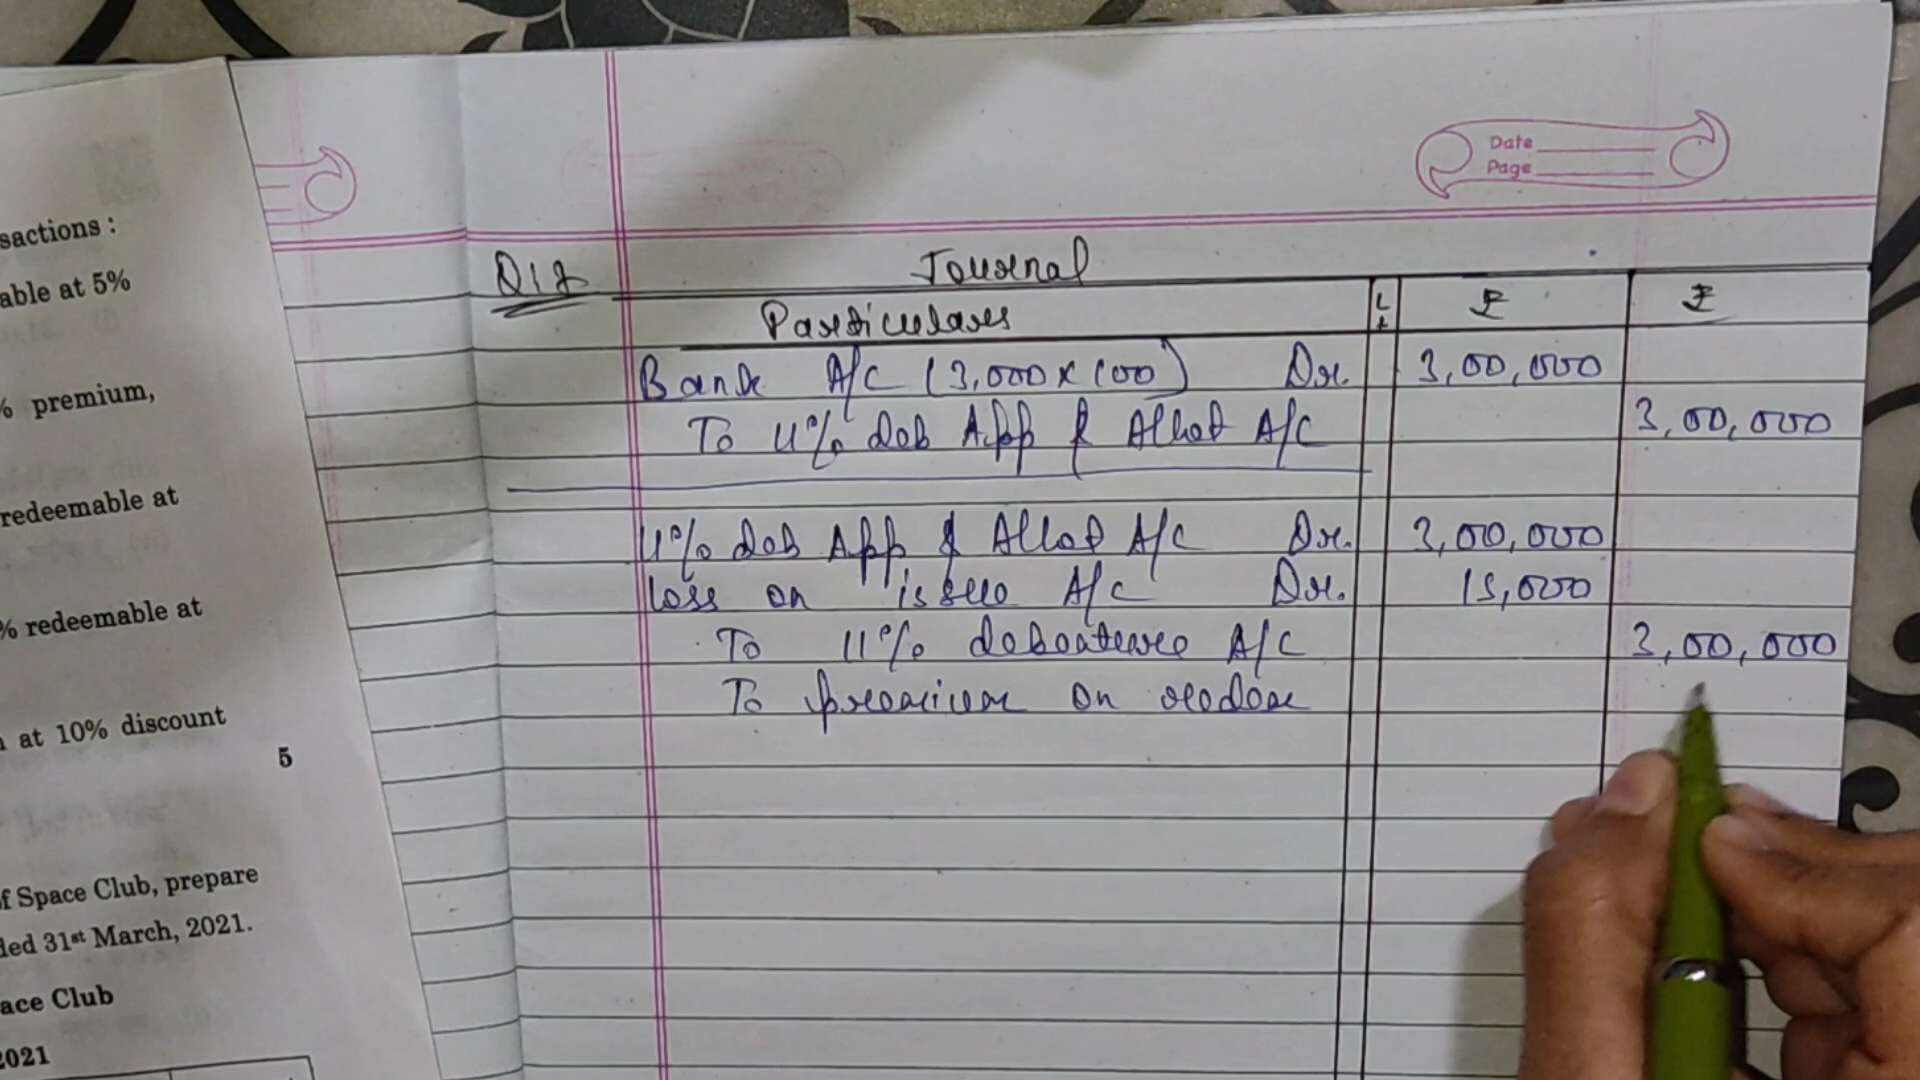 sactions :
able at 5%
% premium,
redeemable at
% redeemable at
at 10% discount
5
f Space Club, prepare
ded 31st March, 2021.
ace Club
2021
Date
Page
Journal
Particulars L.F. ₹ ₹
Bank A/C (3,000 x 100) Dr. 3,00,000
To 11% deb App & Allot A/C 3,00,000
11% deb App & Allot A/C Dr. 3,00,000
loss on issue A/C Dr. 15,000
To 11% debenture A/C 3,00,000
To premium on redem